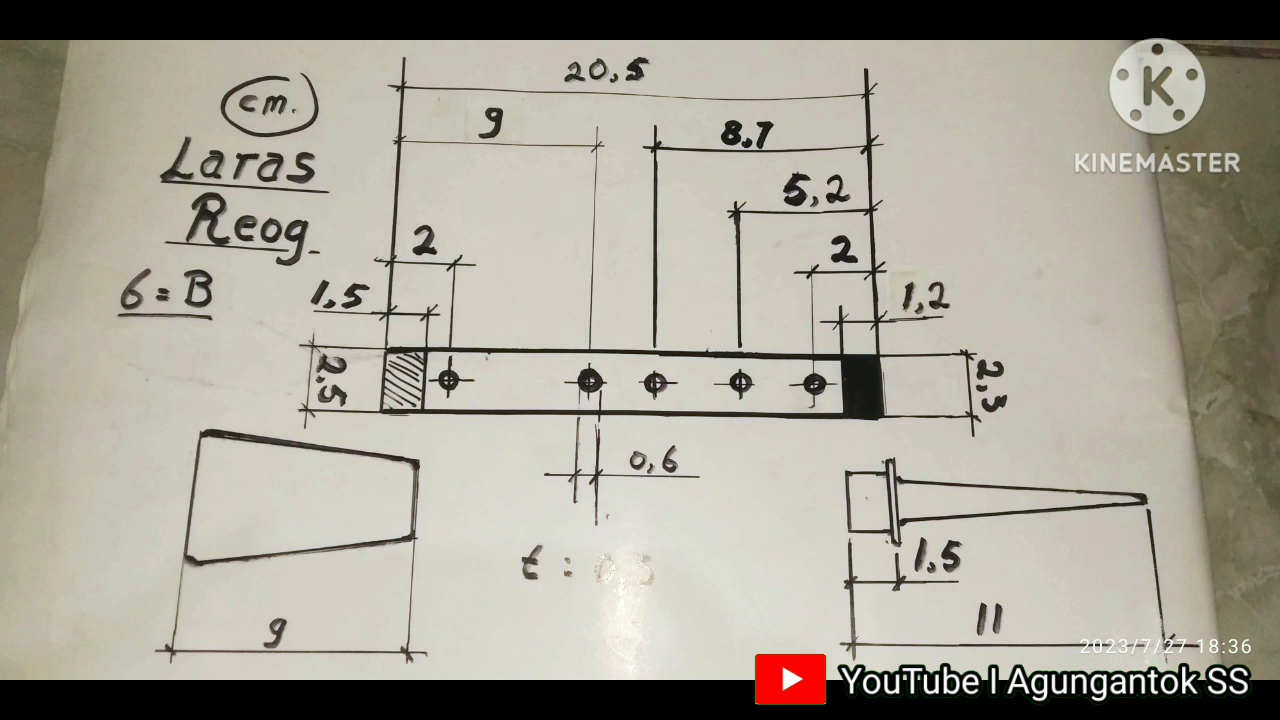 20,5
cm.
9
8,7
Laras
5,2
Reog
2
2
6 = B
1,5
1,2
2.5
2.3
0,6
t :
1,5
9
11
K
KINEMASTER
2023/7/27 18:36
YouTube I Agungantok SS